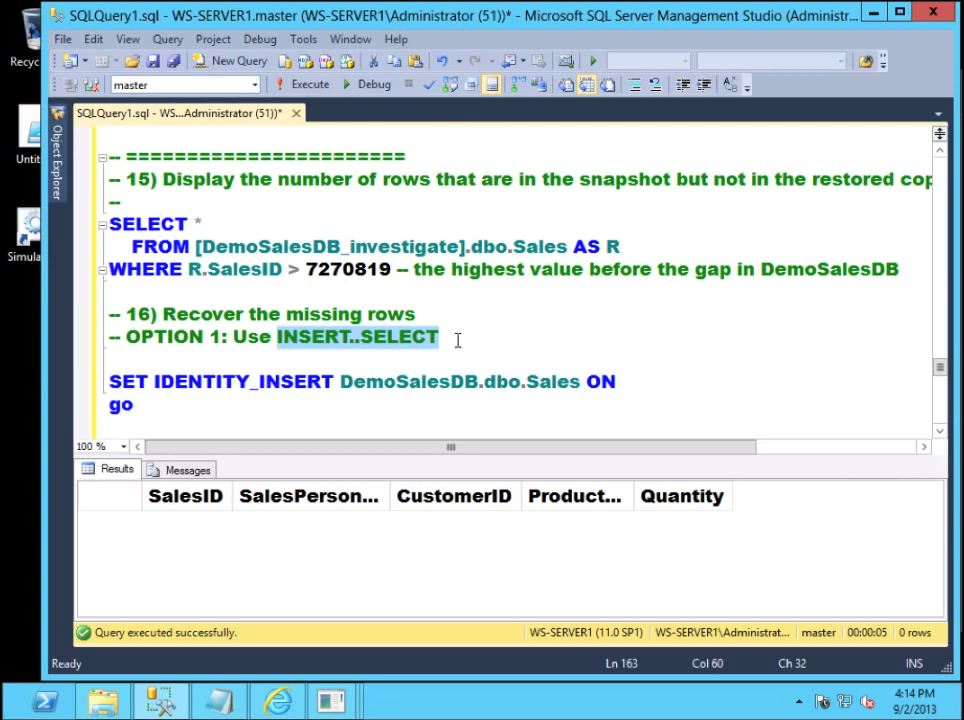 SQLQuery1.sql - WS-SERVER1.master (WS-SERVER1\Administrator (51))* - Microsoft SQL Server Management Studio (Administr...
File Edit View Query Project Debug Tools Window Help
New Query
master Execute Debug
SQLQuery1.sql - WS...Administrator (51))*
Object Explorer
Recyc
Untit
Simula
-- =======================
-- 15) Display the number of rows that are in the snapshot but not in the restored cop
--
SELECT *
FROM [DemoSalesDB_investigate].dbo.Sales AS R
WHERE R.SalesID > 7270819 -- the highest value before the gap in DemoSalesDB
-- 16) Recover the missing rows
-- OPTION 1: Use INSERT..SELECT
SET IDENTITY_INSERT DemoSalesDB.dbo.Sales ON
go
100 %
Results Messages
SalesID SalesPerson... CustomerID Product... Quantity
Query executed successfully. WS-SERVER1 (11.0 SP1) WS-SERVER1\Administrat... master 00:00:05 0 rows
Ready Ln 163 Col 60 Ch 32 INS
4:14 PM
9/2/2013